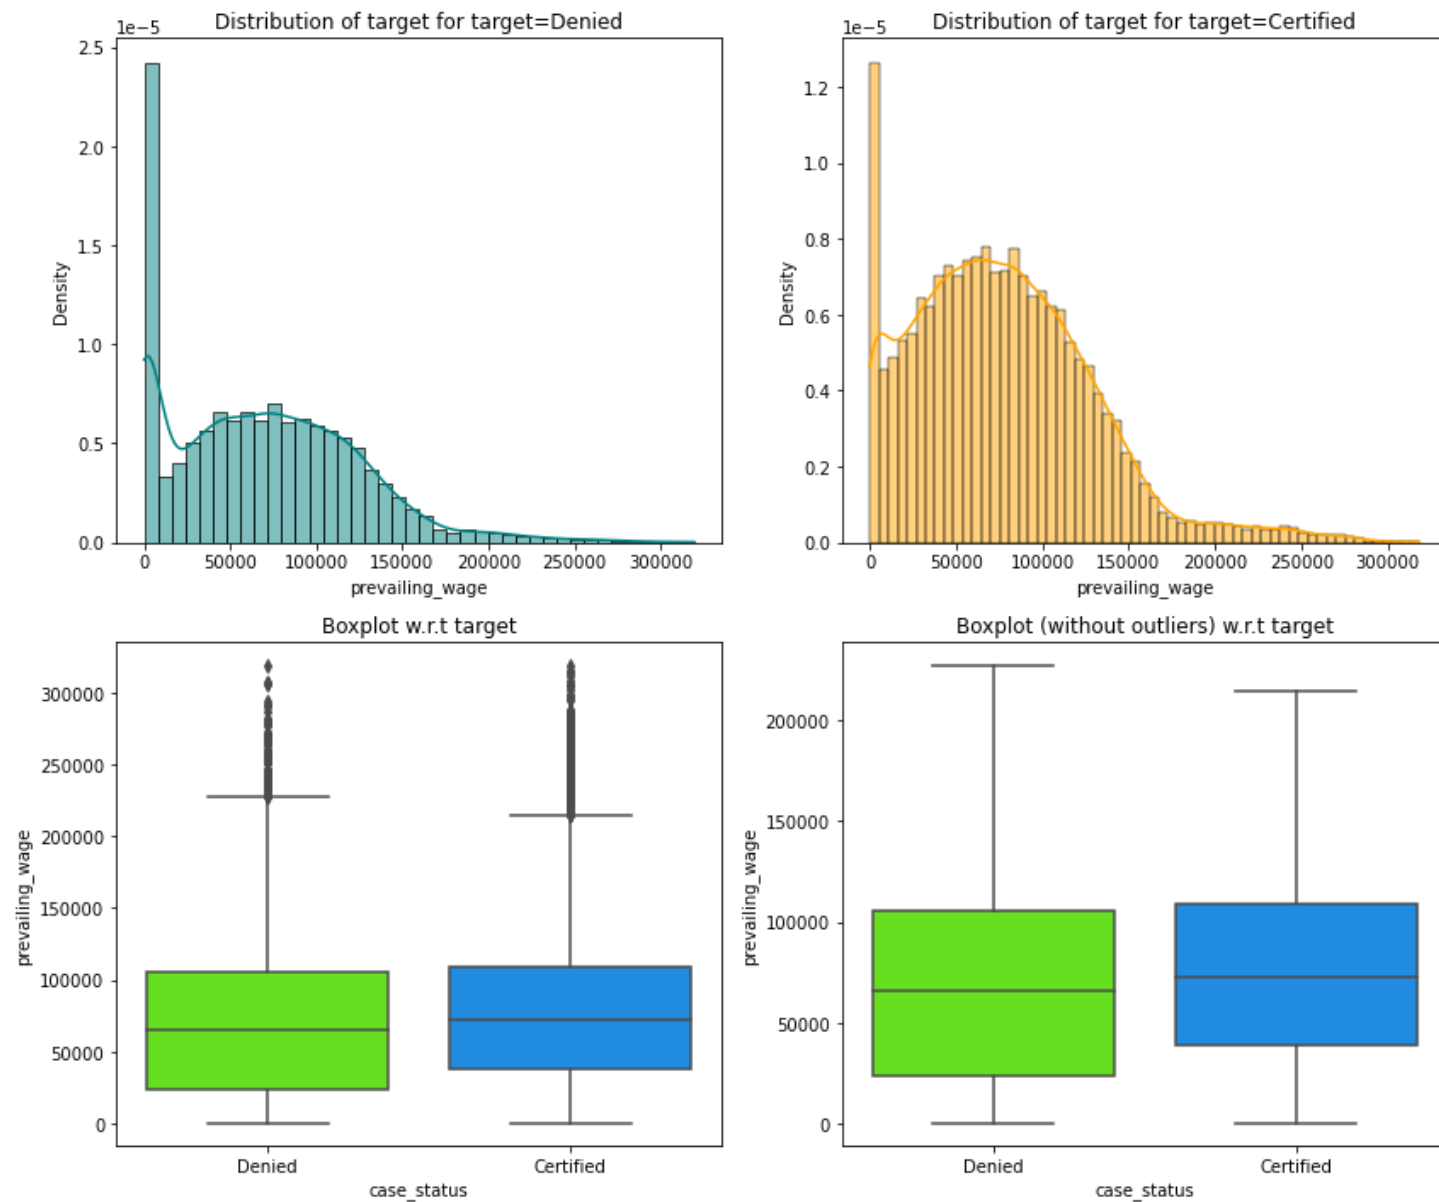 Distribution of target for target=Denied
1e−5
2.5
2.0
1.5
1.0
0.5
0.0
Density
0 50000 100000 150000 200000 250000 300000
prevailing_wage
Distribution of target for target=Certified
1e−5
1.2
1.0
0.8
0.6
0.4
0.2
0.0
Density
0 50000 100000 150000 200000 250000 300000
prevailing_wage
Boxplot w.r.t target
300000
250000
200000
150000
100000
50000
0
prevailing_wage
Denied Certified
case_status
Boxplot (without outliers) w.r.t target
200000
150000
100000
50000
0
prevailing_wage
Denied Certified
case_status